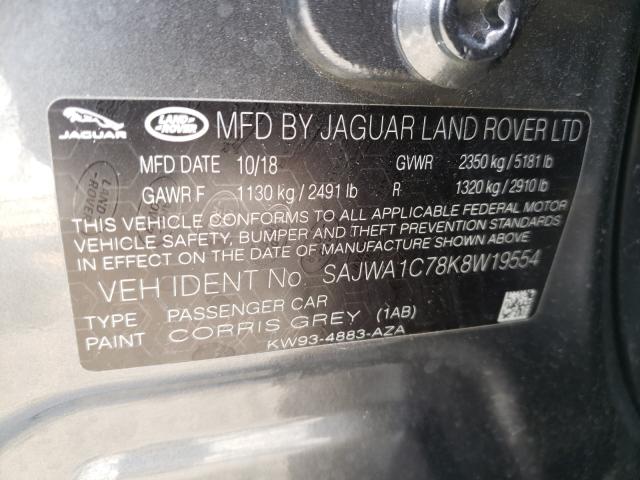 JAGUAR LAND-ROVER MFD BY JAGUAR LAND ROVER LTD
MFD DATE 10/18 GVWR 2350 kg / 5181 lb
GAWR F 1130 kg / 2491 lb R 1320 kg / 2910 lb
THIS VEHICLE CONFORMS TO ALL APPLICABLE FEDERAL MOTOR
VEHICLE SAFETY, BUMPER AND THEFT PREVENTION STANDARDS
IN EFFECT ON THE DATE OF MANUFACTURE SHOWN ABOVE.
VEH IDENT No. SAJWA1C78K8W19554
TYPE PASSENGER CAR
PAINT CORRIS GREY (1AB)
KW93-4883-AZA